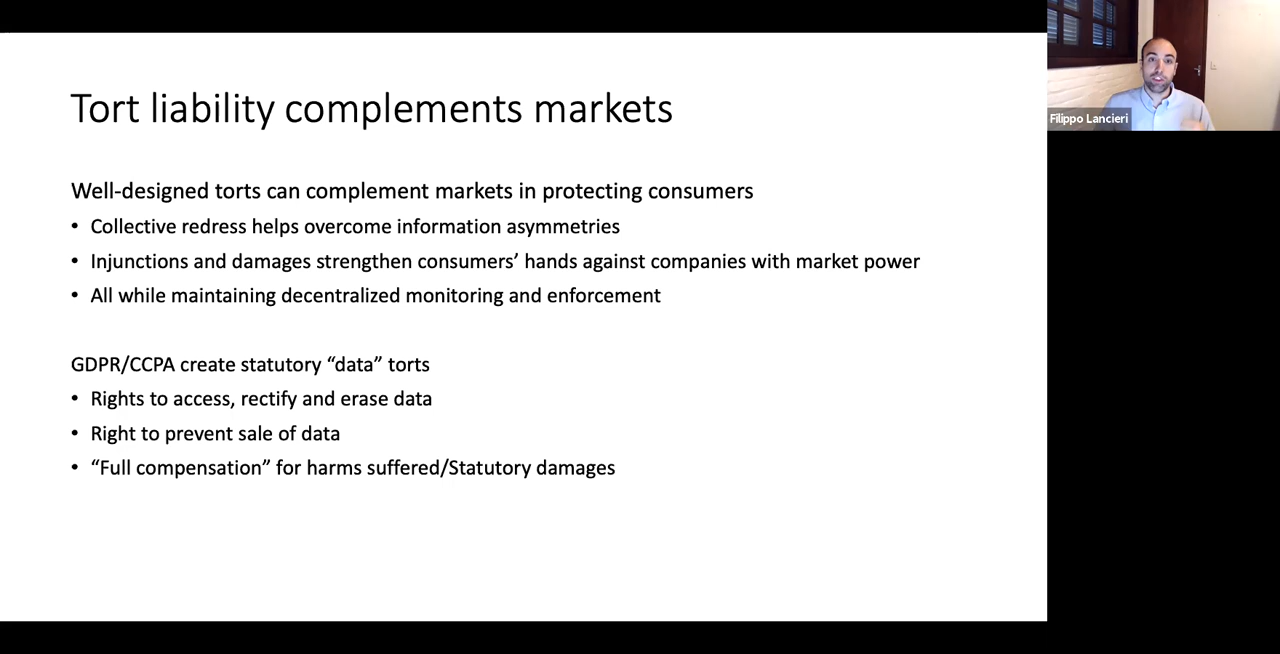 Tort liability complements markets
Well-designed torts can complement markets in protecting consumers
• Collective redress helps overcome information asymmetries
• Injunctions and damages strengthen consumers’ hands against companies with market power
• All while maintaining decentralized monitoring and enforcement
GDPR/CCPA create statutory “data” torts
• Rights to access, rectify and erase data
• Right to prevent sale of data
• “Full compensation” for harms suffered/Statutory damages
Filippo Lancieri